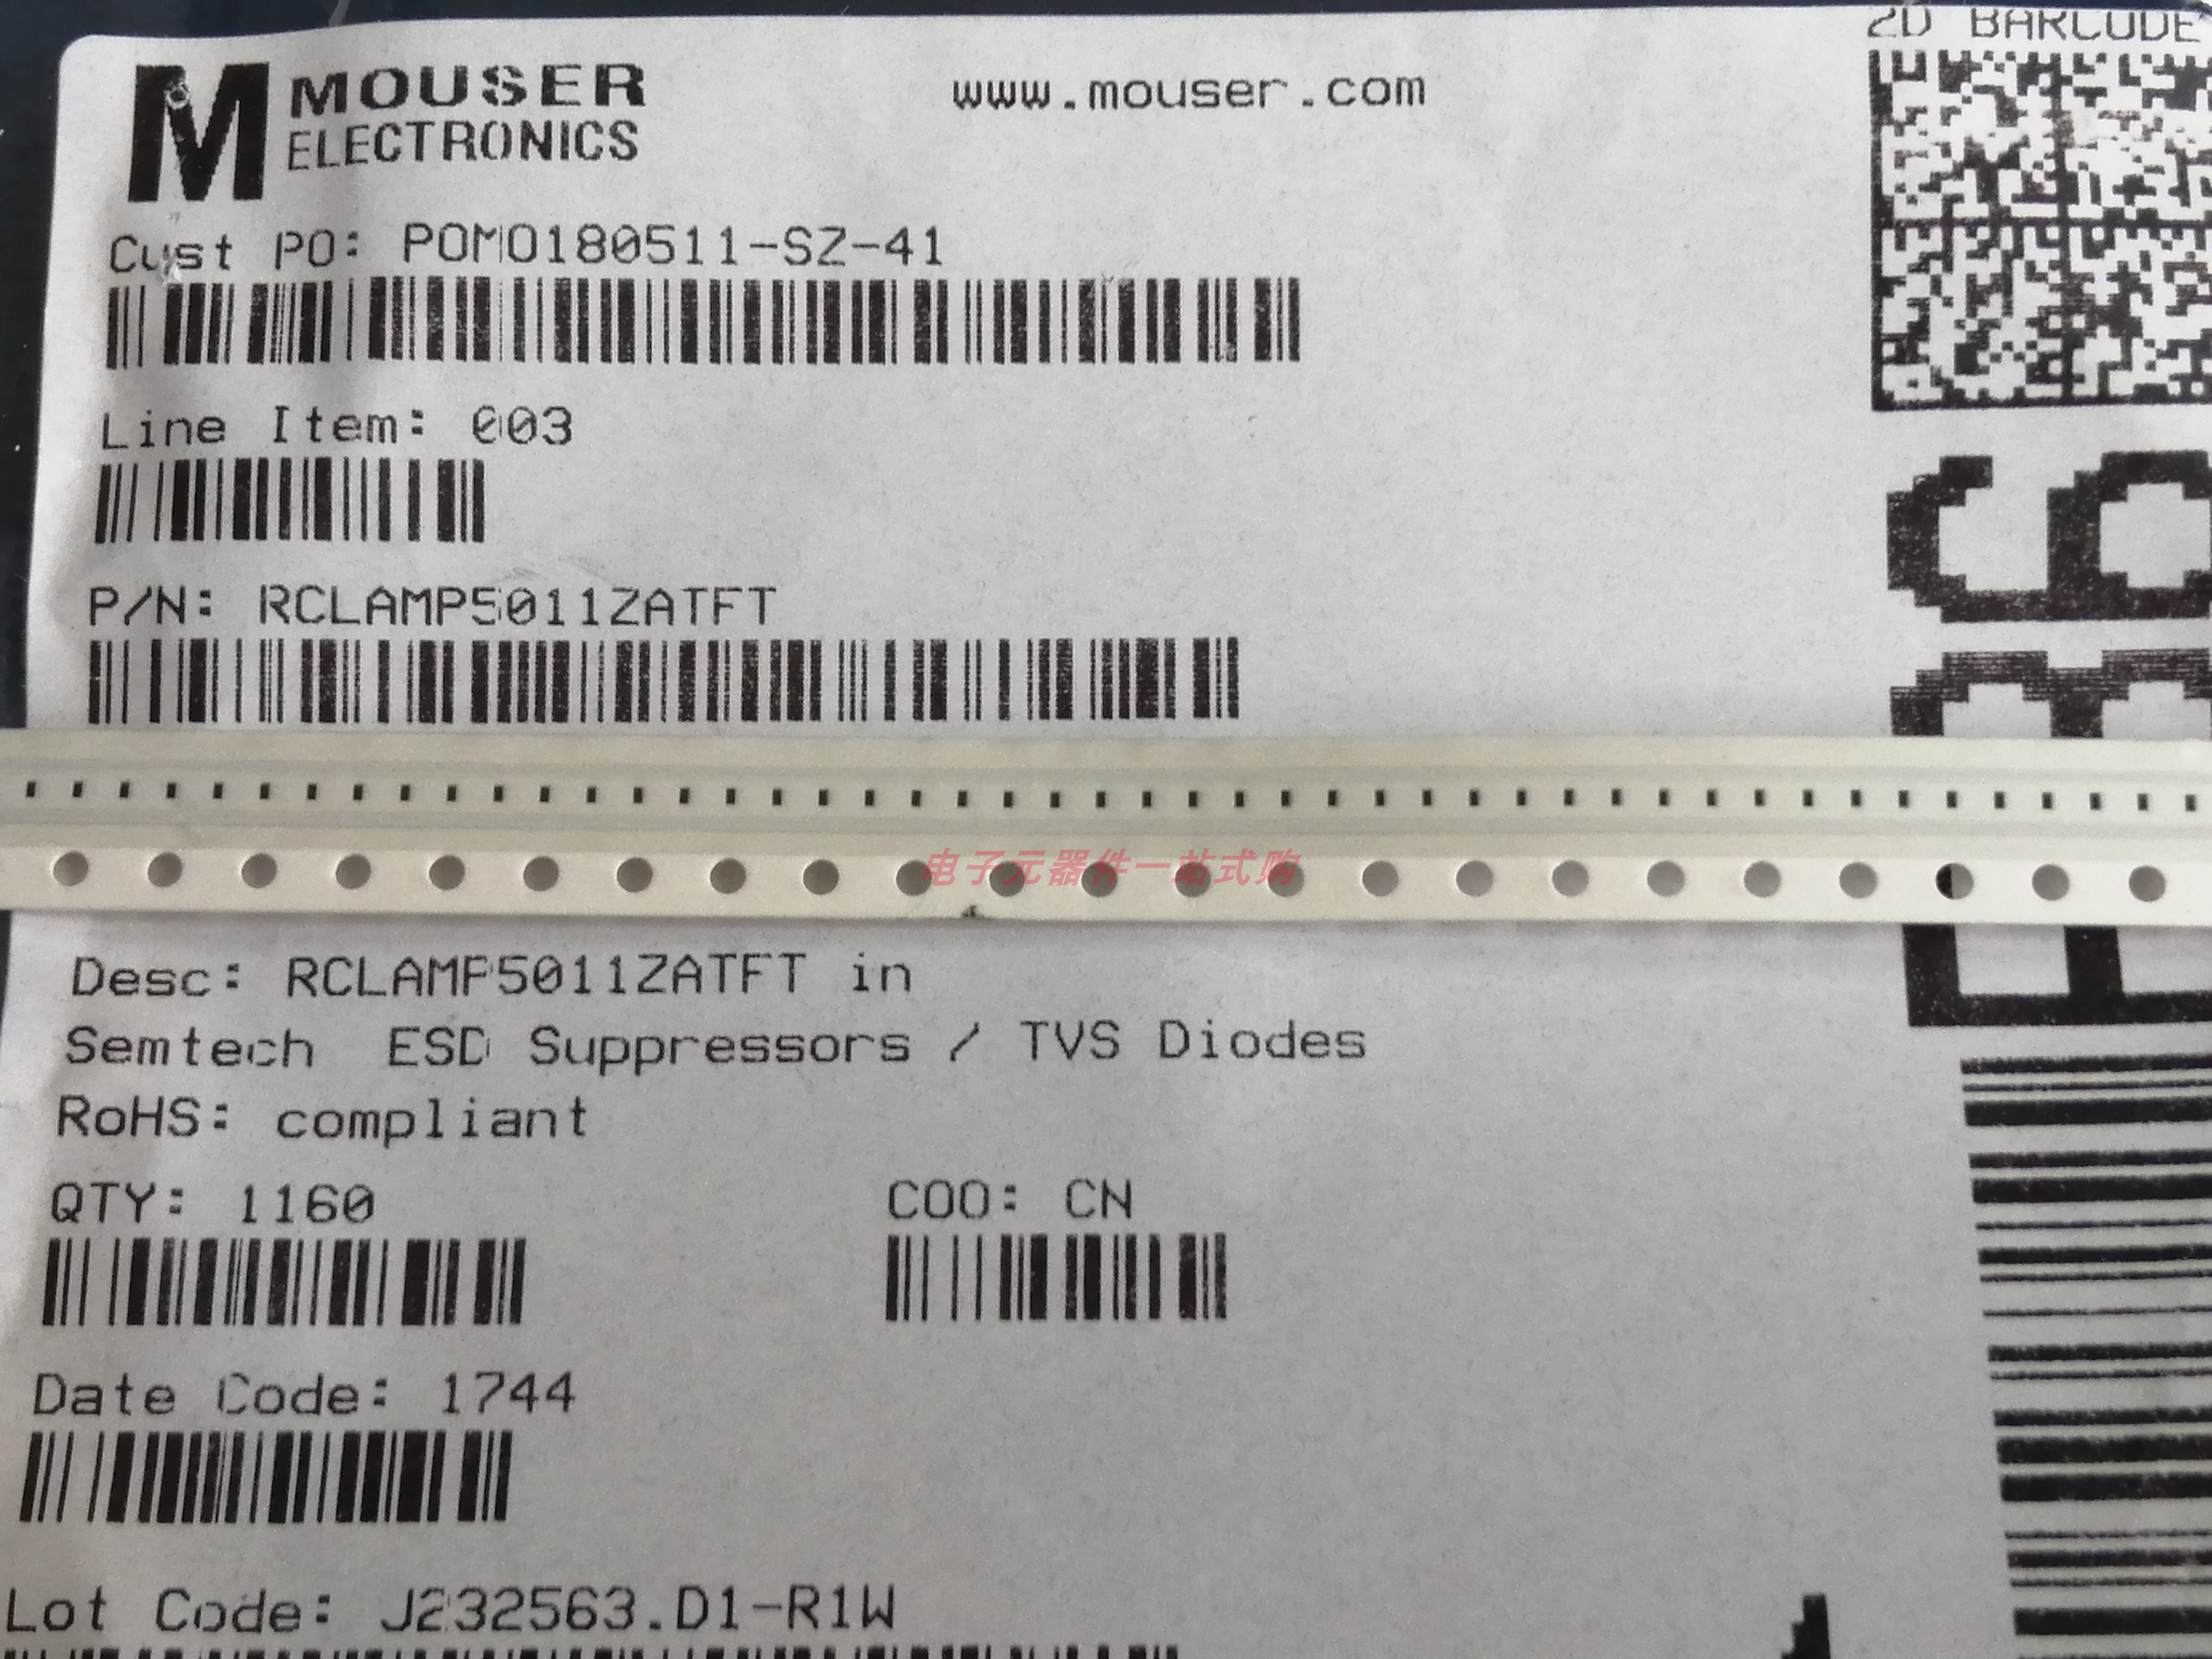 2D BARCODE
MOUSER
ELECTRONICS
www.mouser.com
Cust PO: POMO180511-SZ-41
Line Item: 003
P/N: RCLAMP5011ZATFT
电子元器件一站式购
Desc: RCLAMP5011ZATFT in
Semtech ESD Suppressors / TVS Diodes
RoHS: compliant
QTY: 1160
COO: CN
Date Code: 1744
Lot Code: J232563.D1-R1W